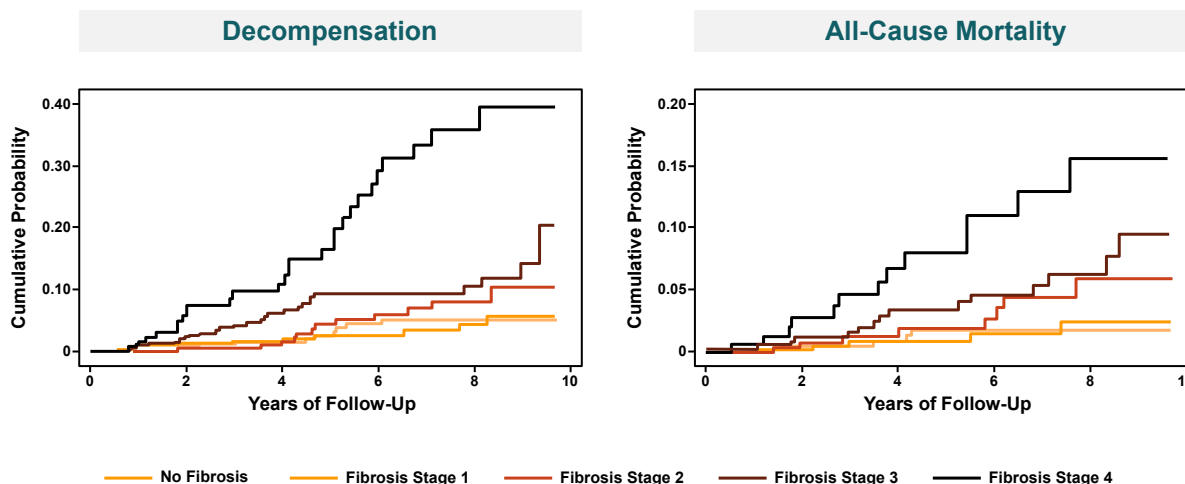 Decompensation
All-Cause Mortality
Cumulative Probability
0.40
0.30
0.20
0.10
0
0 2 4 6 8 10
Years of Follow-Up
Cumulative Probability
0.20
0.15
0.10
0.05
0
0 2 4 6 8 1
Years of Follow-Up
No Fibrosis
Fibrosis Stage 1
Fibrosis Stage 2
Fibrosis Stage 3
Fibrosis Stage 4